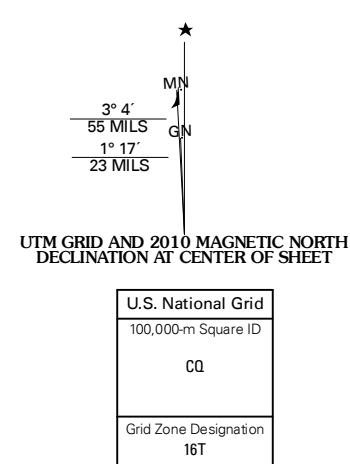 ★
MN
3° 4´
55 MILS
GN
1° 17´
23 MILS
UTM GRID AND 2010 MAGNETIC NORTH
DECLINATION AT CENTER OF SHEET
U.S. National Grid
100,000-m Square ID
CQ
Grid Zone Designation
16T